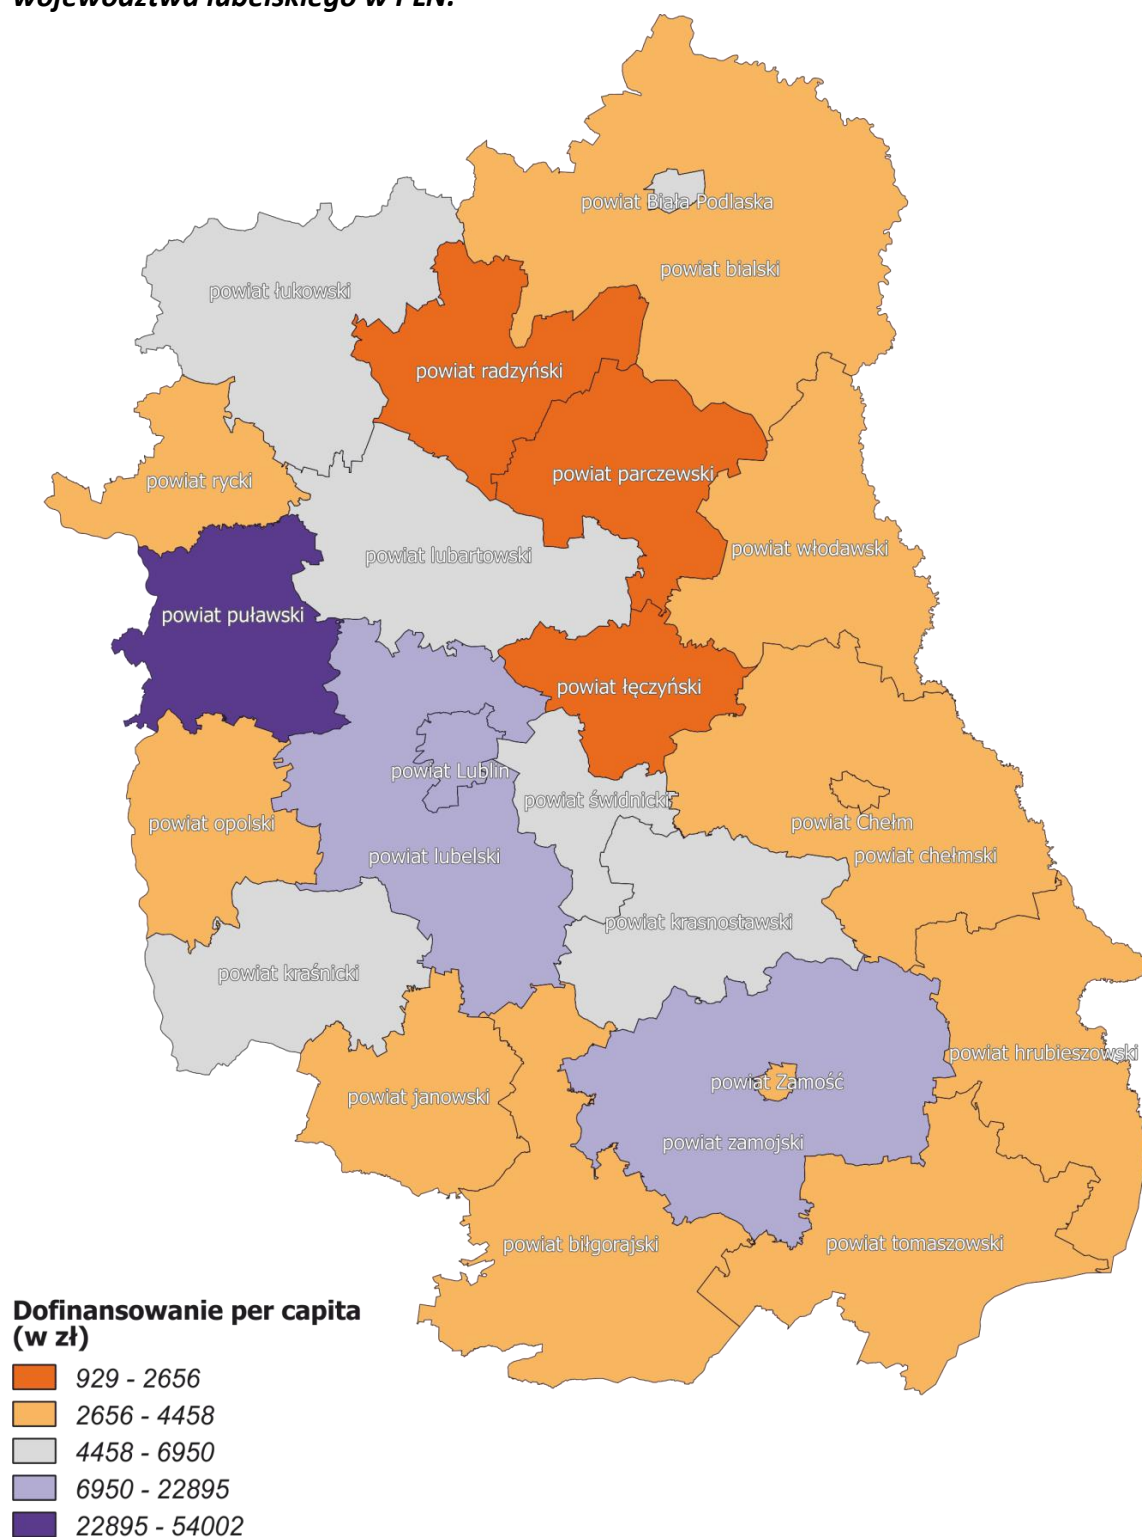 województwa lubelskiego w PLN.
powiat Biała Podlaska
powiat bialski
powiat łukowski
powiat radzyński
powiat parczewski
powiat rycki
powiat włodawski
powiat lubartowski
powiat puławski
powiat łęczyński
powiat Lublin
powiat świdnicki
powiat opolski
powiat Chełm
powiat lubelski
powiat chełmski
powiat krasnostawski
powiat kraśnicki
powiat hrubieszowski
powiat Zamość
powiat janowski
powiat zamojski
powiat biłgorajski
powiat tomaszowski
Dofinansowanie per capita
(w zł)
929 - 2656
2656 - 4458
4458 - 6950
6950 - 22895
22895 - 54002